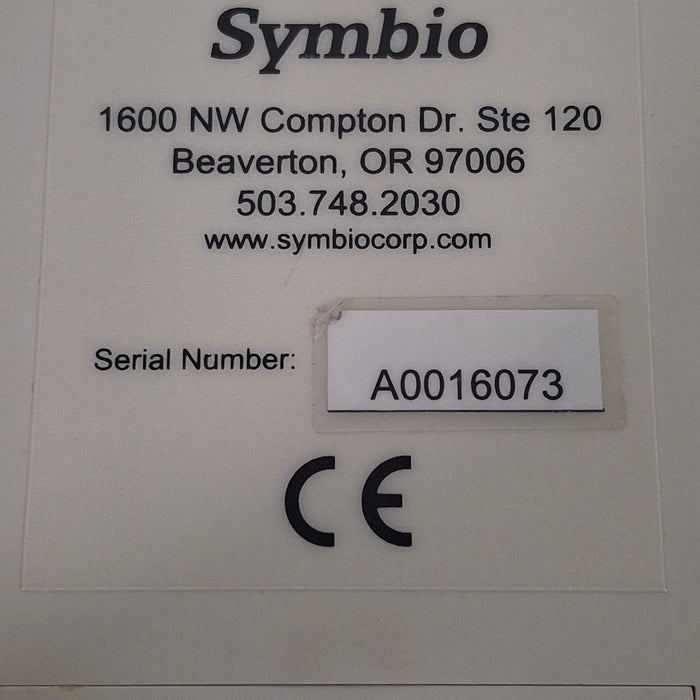 Symbio
1600 NW Compton Dr. Ste 120
Beaverton, OR 97006
503.748.2030
www.symbiocorp.com
Serial Number: A0016073
CE